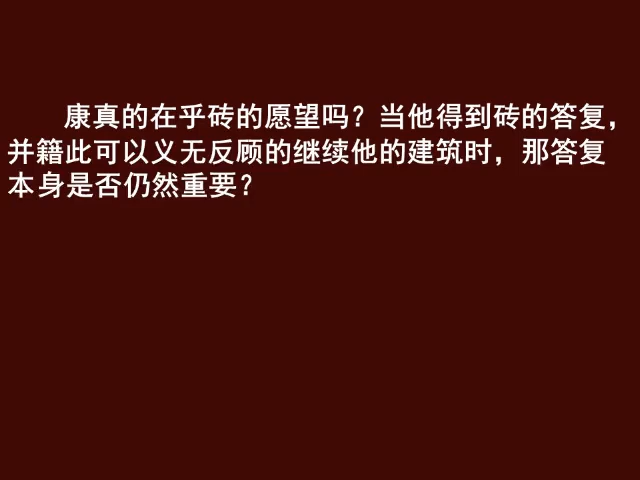 康真的在乎砖的愿望吗？当他得到砖的答复，
并籍此可以义无反顾的继续他的建筑时，那答复
本身是否仍然重要？